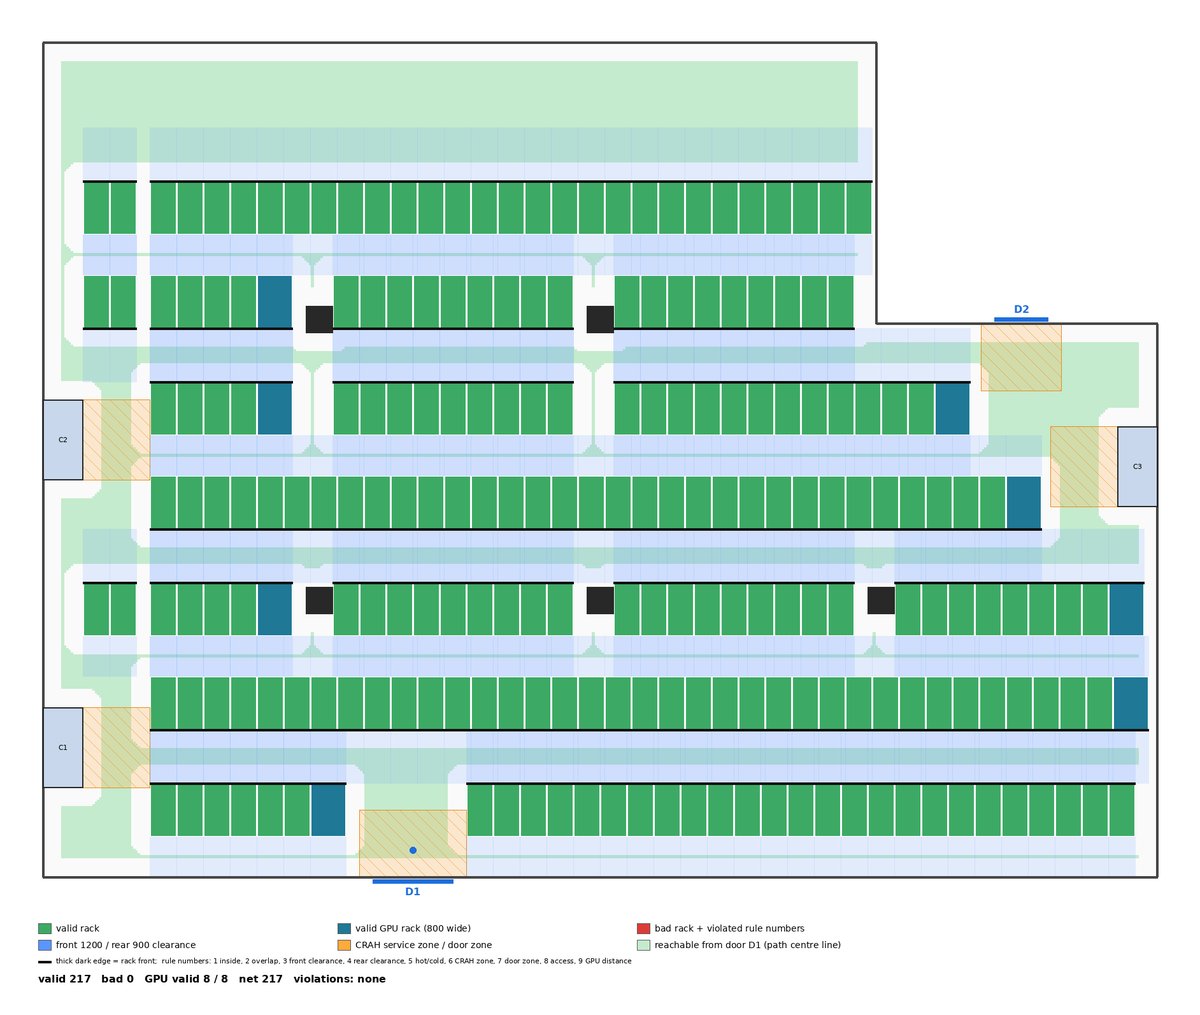 D2
C2
C3
C1
D1
valid rack
valid GPU rack (800 wide)
bad rack + violated rule numbers
front 1200 / rear 900 clearance
CRAH service zone / door zone
reachable from door D1 (path centre line)
thick dark edge = rack front; rule numbers: 1 inside, 2 overlap, 3 front clearance, 4 rear clearance, 5 hot/cold, 6 CRAH zone, 7 door zone, 8 access, 9 GPU distance
valid 217 bad 0 GPU valid 8 / 8 net 217 violations: none